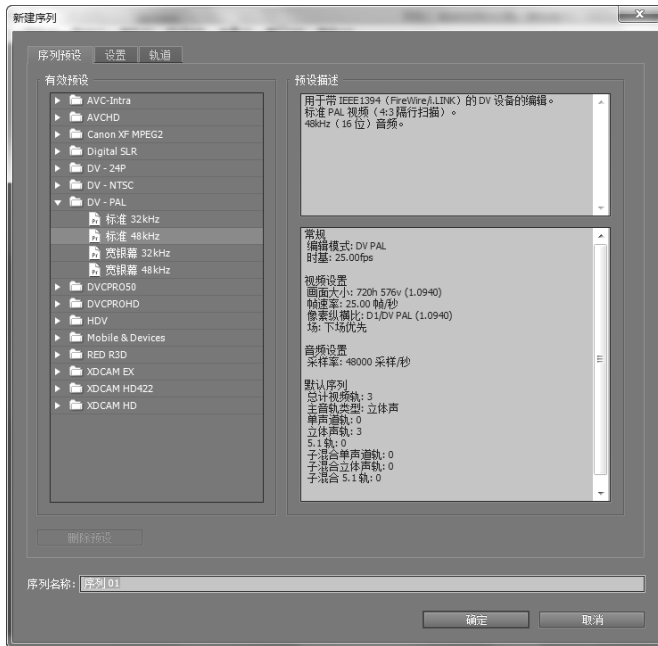 新建序列
序列预设 设置 轨道
有效预设
AVC-Intra
AVCHD
Canon XF MPEG2
Digital SLR
DV - 24P
DV - NTSC
DV - PAL
标准 32kHz
标准 48kHz
宽银幕 32kHz
宽银幕 48kHz
DVCPRO50
DVCPROHD
HDV
Mobile & Devices
RED R3D
XDCAM EX
XDCAM HD422
XDCAM HD
删除预设
预设描述
用于带 IEEE1394（FireWire/i.LINK）的 DV 设备的编辑。
标准 PAL 视频（4:3 隔行扫描）。
48kHz（16 位）音频。
常规
编辑模式: DV PAL
时基: 25.00fps
视频设置
画面大小: 720h 576v (1.0940)
帧速率: 25.00 帧/秒
像素纵横比: D1/DV PAL (1.0940)
场: 下场优先
音频设置
采样率: 48000 采样/秒
默认序列
总计视频轨: 3
主音轨类型: 立体声
单声道轨: 0
立体声轨: 3
5.1 轨: 0
子混合单声道轨: 0
子混合立体声轨: 0
子混合 5.1 轨: 0
序列名称: 序列 01
确定 取消